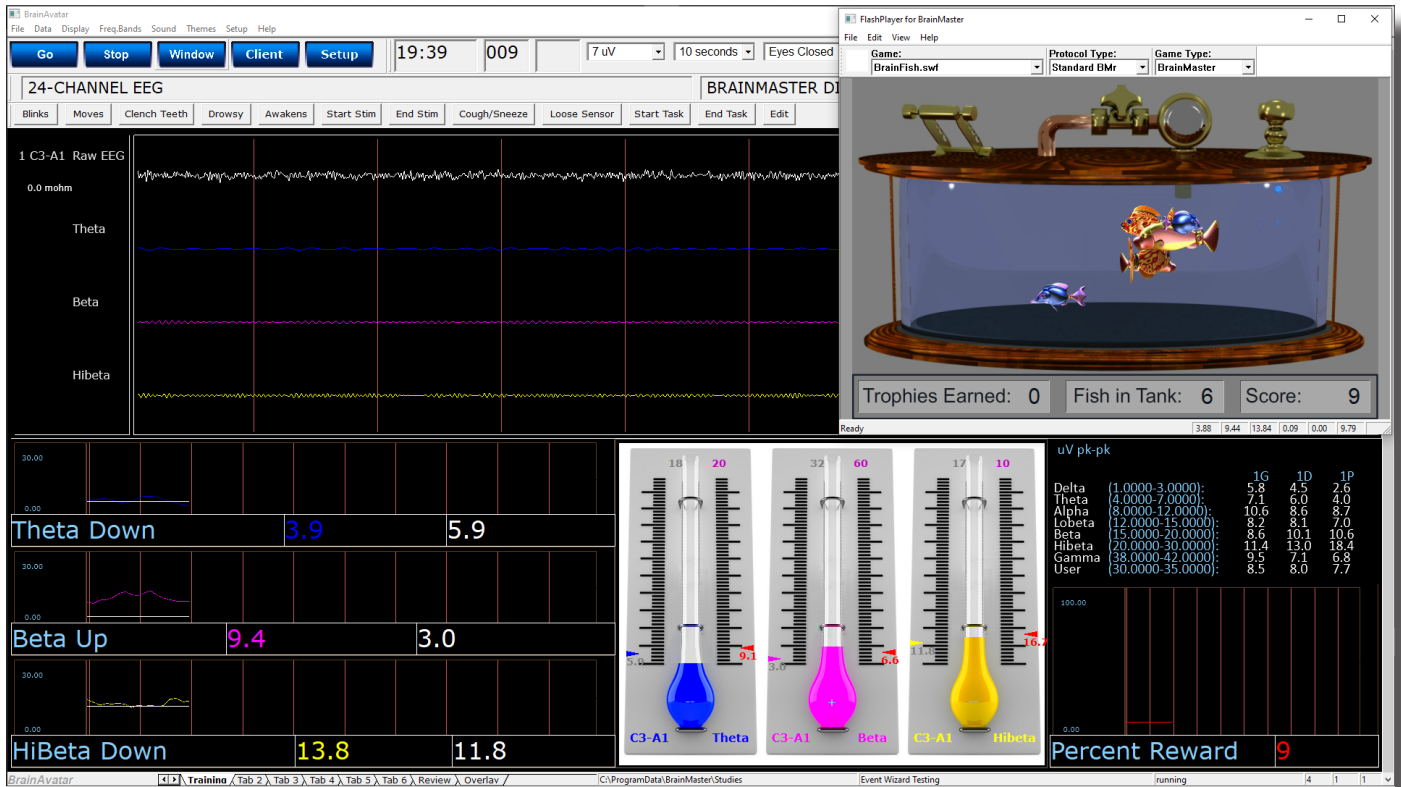 BrainAvatar
File Data Display Freq.Bands Sound Themes Setup Help
Go Stop Window Client Setup 19:39 009 7 uV 10 seconds Eyes Closed
24-CHANNEL EEG BRAINMASTER DI
Blinks Moves Clench Teeth Drowsy Awakens Start Stim End Stim Cough/Sneeze Loose Sensor Start Task End Task Edit
1 C3-A1 Raw EEG
0.0 mohm
Theta
Beta
Hibeta
FlashPlayer for BrainMaster
File Edit View Help
Game: Protocol Type: Game Type:
BrainFish.swf Standard BMr BrainMaster
Trophies Earned: 0 Fish in Tank: 6 Score: 9
Ready 3.88 9.44 13.84 0.09 0.00 9.79
30.00
0.00
Theta Down 3.9 5.9
30.00
0.00
Beta Up 9.4 3.0
30.00
0.00
HiBeta Down 13.8 11.8
18 20
5.9 9.1
C3-A1 Theta
32 60
3.0 6.6
C3-A1 Beta
17 10
11.8 16.7
C3-A1 Hibeta
uV pk-pk
1G 1D 1P
Delta (1.0000-3.0000): 5.8 4.5 2.6
Theta (4.0000-7.0000): 7.1 6.0 4.0
Alpha (8.0000-12.0000): 10.6 8.6 8.7
Lobeta (12.0000-15.0000): 8.2 8.1 7.0
Beta (15.0000-20.0000): 8.6 10.1 10.6
Hibeta (20.0000-30.0000): 11.4 13.0 18.4
Gamma (38.0000-42.0000): 9.5 7.1 6.8
User (30.0000-35.0000): 8.5 8.0 7.7
100.00
0.00
Percent Reward 9
BrainAvatar Training Tab 2 Tab 3 Tab 4 Tab 5 Tab 6 Review Overlay C:\ProgramData\BrainMaster\Studies Event Wizard Testing running 4 1 1